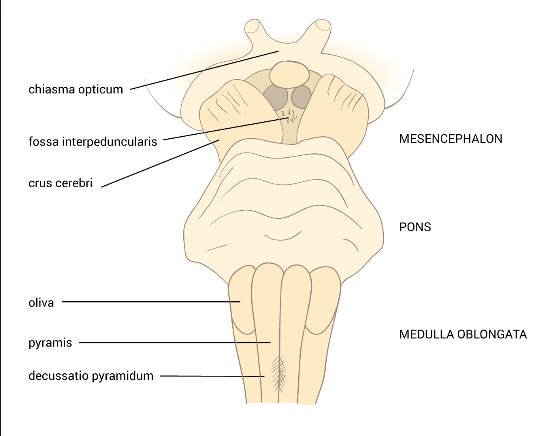 chiasma opticum
fossa interpeduncularis
MESENCEPHALON
crus cerebri
PONS
oliva
MEDULLA OBLONGATA
pyramis
decussatio pyramidum